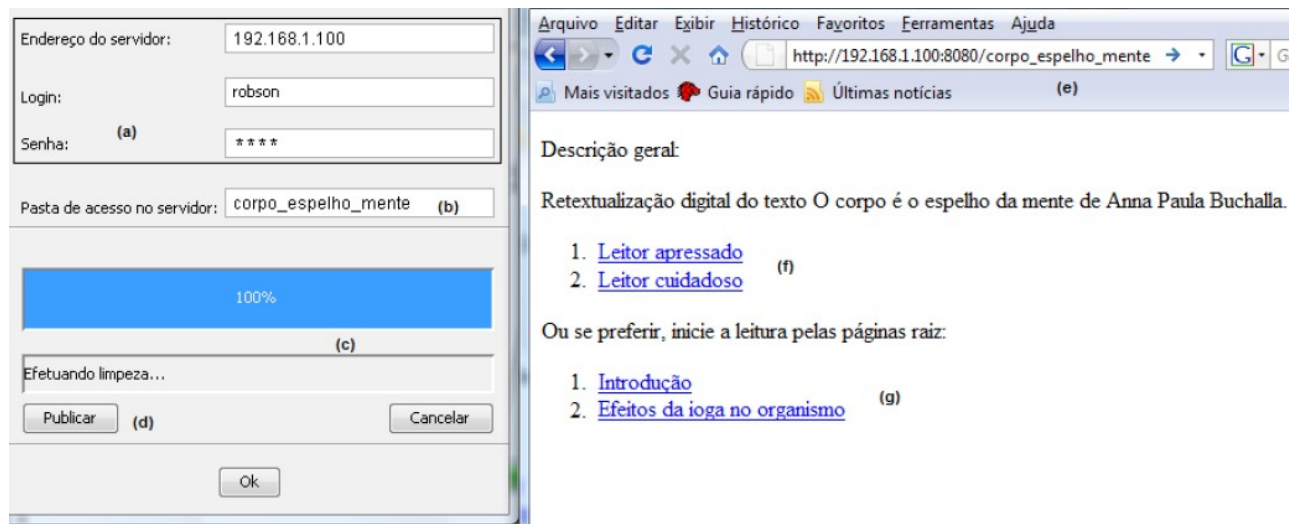 Endereço do servidor: 192.168.1.100
Login: robson
(a)
Senha: ****
Pasta de acesso no servidor: corpo_espelho_mente (b)
100%
(c)
Efetuando limpeza...
Publicar (d) Cancelar
Ok
Arquivo Editar Exibir Histórico Favoritos Ferramentas Ajuda
http://192.168.1.100:8080/corpo_espelho_mente G G
Mais visitados Guia rápido Últimas notícias (e)
Descrição geral:
Retextualização digital do texto O corpo é o espelho da mente de Anna Paula Buchalla.
1. Leitor apressado
(f)
2. Leitor cuidadoso
Ou se preferir, inicie a leitura pelas páginas raiz:
1. Introdução
(g)
2. Efeitos da ioga no organismo